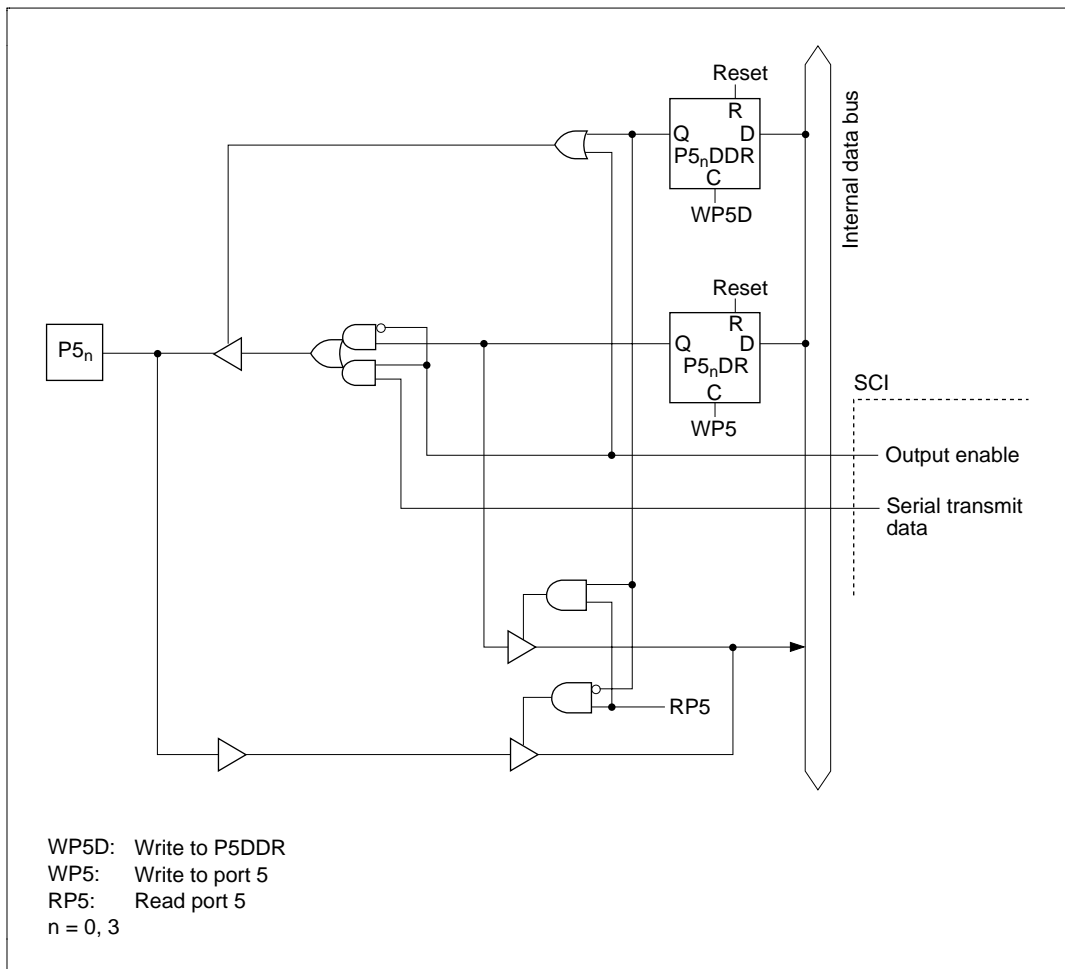 Reset
R
Q D
P5nDDR
C
WP5D
Internal data bus
Reset
R
Q D
P5nDR
C
WP5
P5n
SCI
Output enable
Serial transmit
data
RP5
WP5D: Write to P5DDR
WP5: Write to port 5
RP5: Read port 5
n = 0, 3